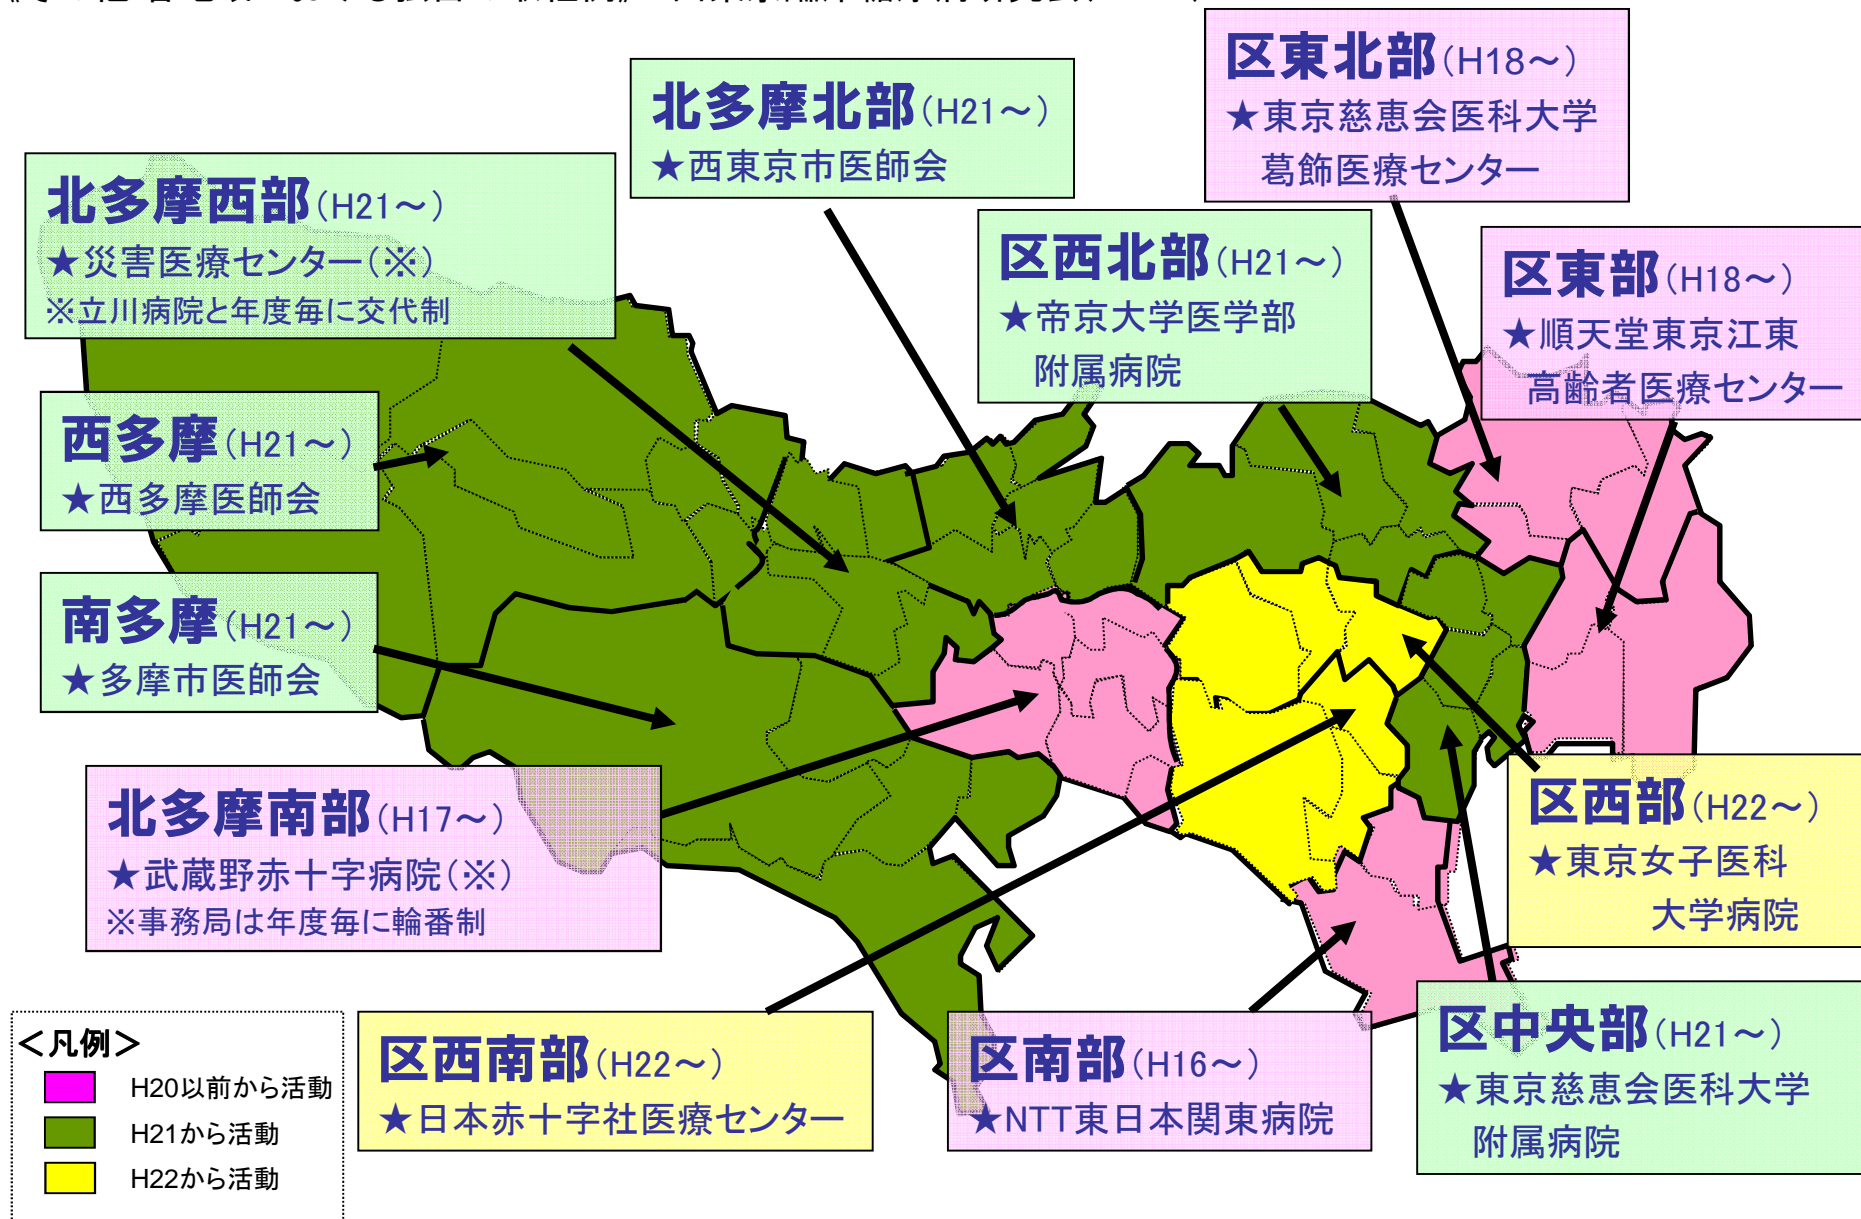 区東北部(H18～)
★東京慈恵会医科大学
葛飾医療センター
北多摩北部(H21～)
★西東京市医師会
北多摩西部(H21～)
★災害医療センター(※)
※立川病院と年度毎に交代制
区西北部(H21～)
★帝京大学医学部
附属病院
区東部(H18～)
★順天堂東京江東
高齢者医療センター
西多摩(H21～)
★西多摩医師会
南多摩(H21～)
★多摩市医師会
北多摩南部(H17～)
★武蔵野赤十字病院(※)
※事務局は年度毎に輪番制
区西部(H22～)
★東京女子医科
大学病院
区西南部(H22～)
★日本赤十字社医療センター
区南部(H16～)
★NTT東日本関東病院
区中央部(H21～)
★東京慈恵会医科大学
附属病院
＜凡例＞
H20以前から活動
H21から活動
H22から活動